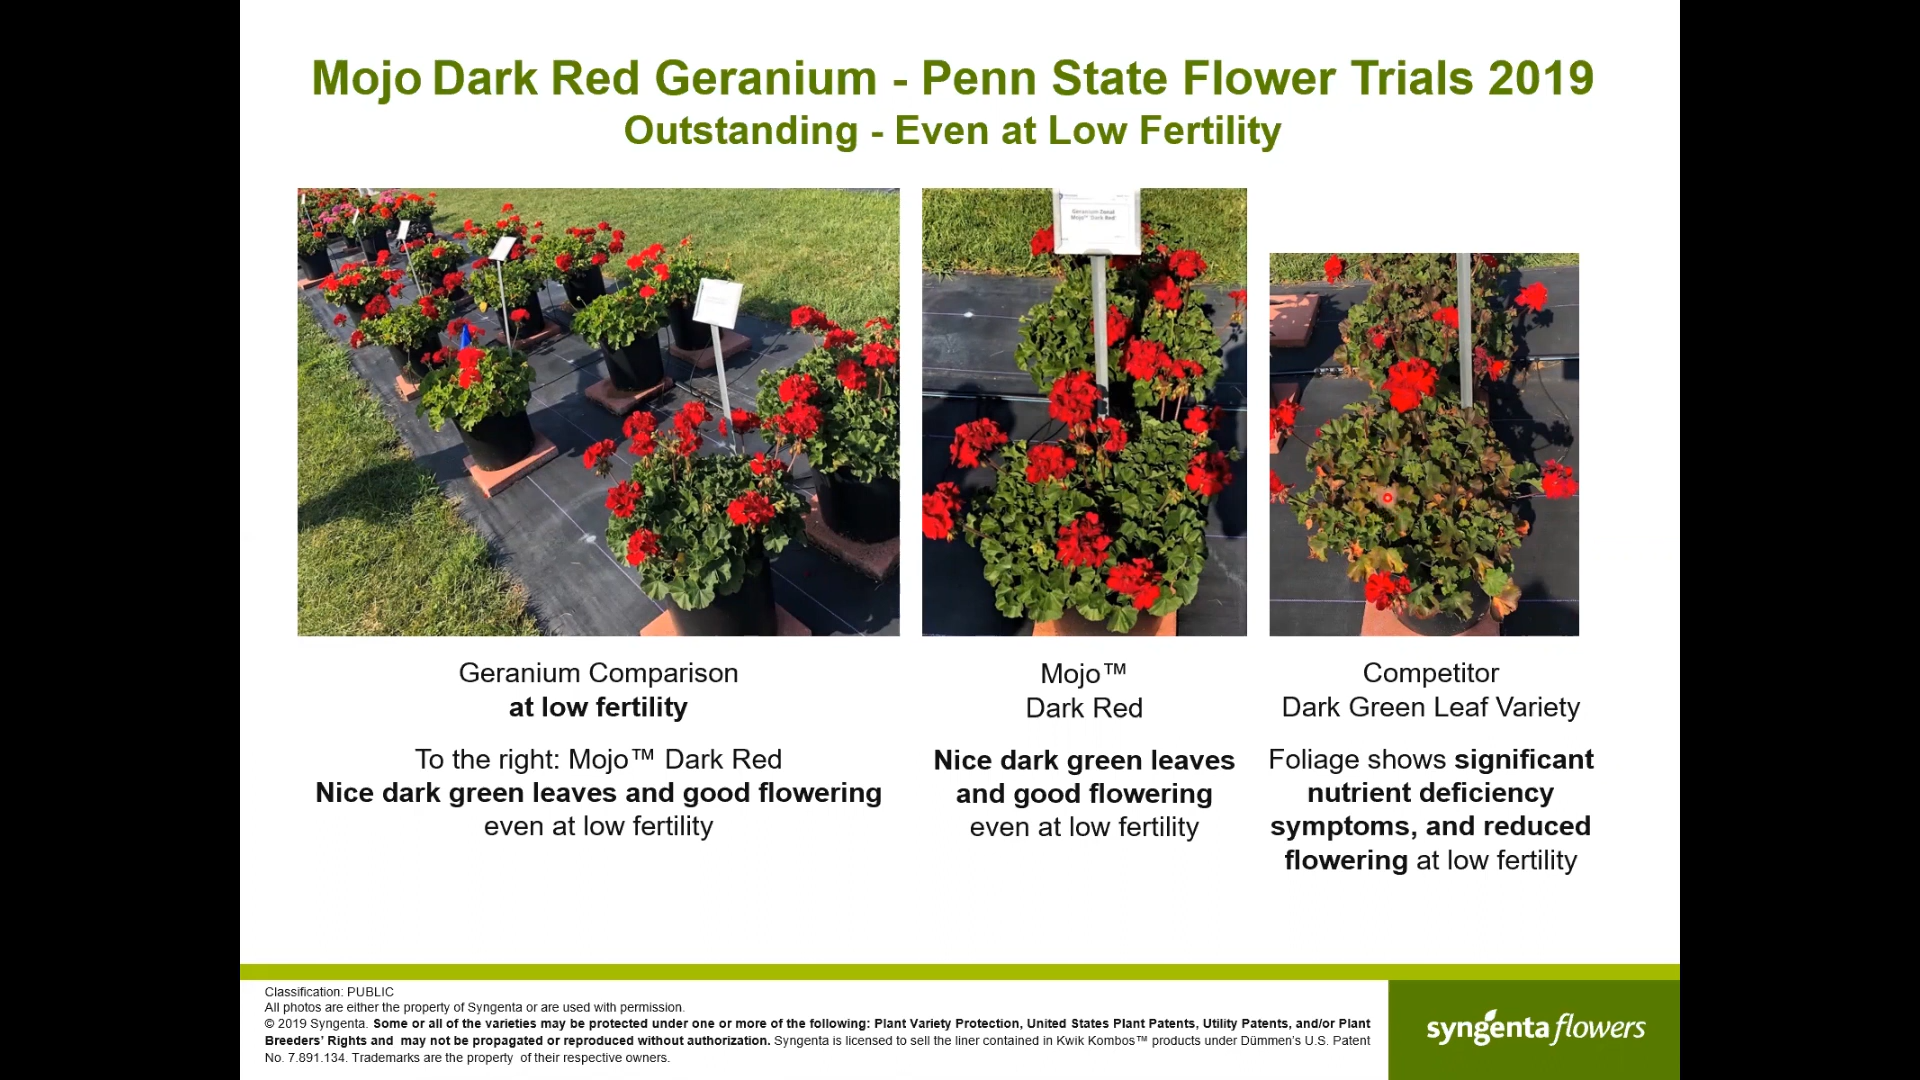 Mojo Dark Red Geranium - Penn State Flower Trials 2019
Outstanding - Even at Low Fertility
Geranium Zonal
Mojo™ 'Dark Red'
Geranium Comparison
at low fertility
To the right: Mojo™ Dark Red
Nice dark green leaves and good flowering
even at low fertility
Mojo™
Dark Red
Nice dark green leaves
and good flowering
even at low fertility
Competitor
Dark Green Leaf Variety
Foliage shows significant
nutrient deficiency
symptoms, and reduced
flowering at low fertility
Classification: PUBLIC
All photos are either the property of Syngenta or are used with permission.
© 2019 Syngenta. Some or all of the varieties may be protected under one or more of the following: Plant Variety Protection, United States Plant Patents, Utility Patents, and/or Plant
Breeders' Rights and may not be propagated or reproduced without authorization. Syngenta is licensed to sell the liner contained in Kwik Kombos™ products under Dümmen's U.S. Patent
No. 7.891.134. Trademarks are the property of their respective owners.
syngenta flowers